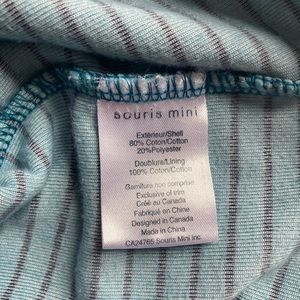 souris mini
Extérieur/Shell
80% Coton/Cotton
20%Polyester
Doublure/Lining
100% Coton/Cotton
Garniture non comprise
Exclusive of trim
Créé au Canada
Fabriqué en Chine
Designed in Canada
Made in China
CA24765 Souris Mini inc